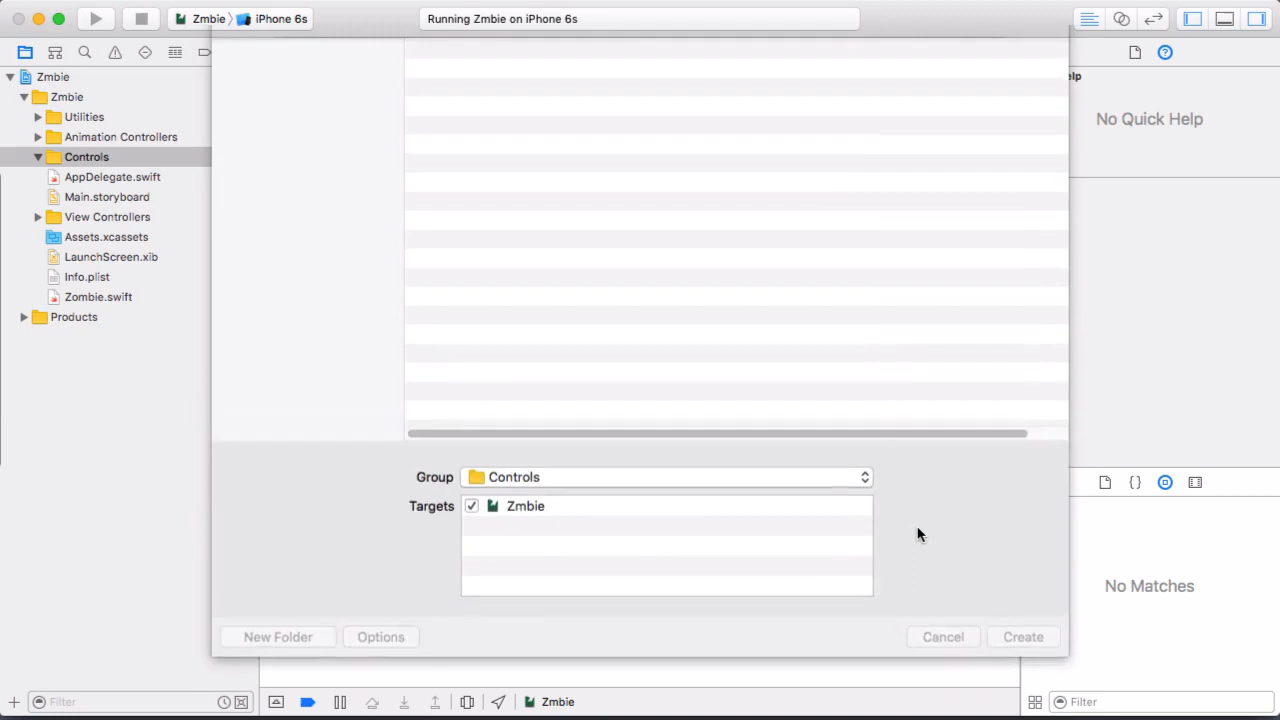 Zmbie
iPhone 6s
Running Zmbie on iPhone 6s
Zmbie
Zmbie
Utilities
Animation Controllers
Controls
AppDelegate.swift
Main.storyboard
View Controllers
Assets.xcassets
LaunchScreen.xib
Info.plist
Zombie.swift
Products
Filter
Group
Controls
Targets
Zmbie
New Folder
Options
Cancel
Create
Zmbie
elp
No Quick Help
{ }
No Matches
Filter